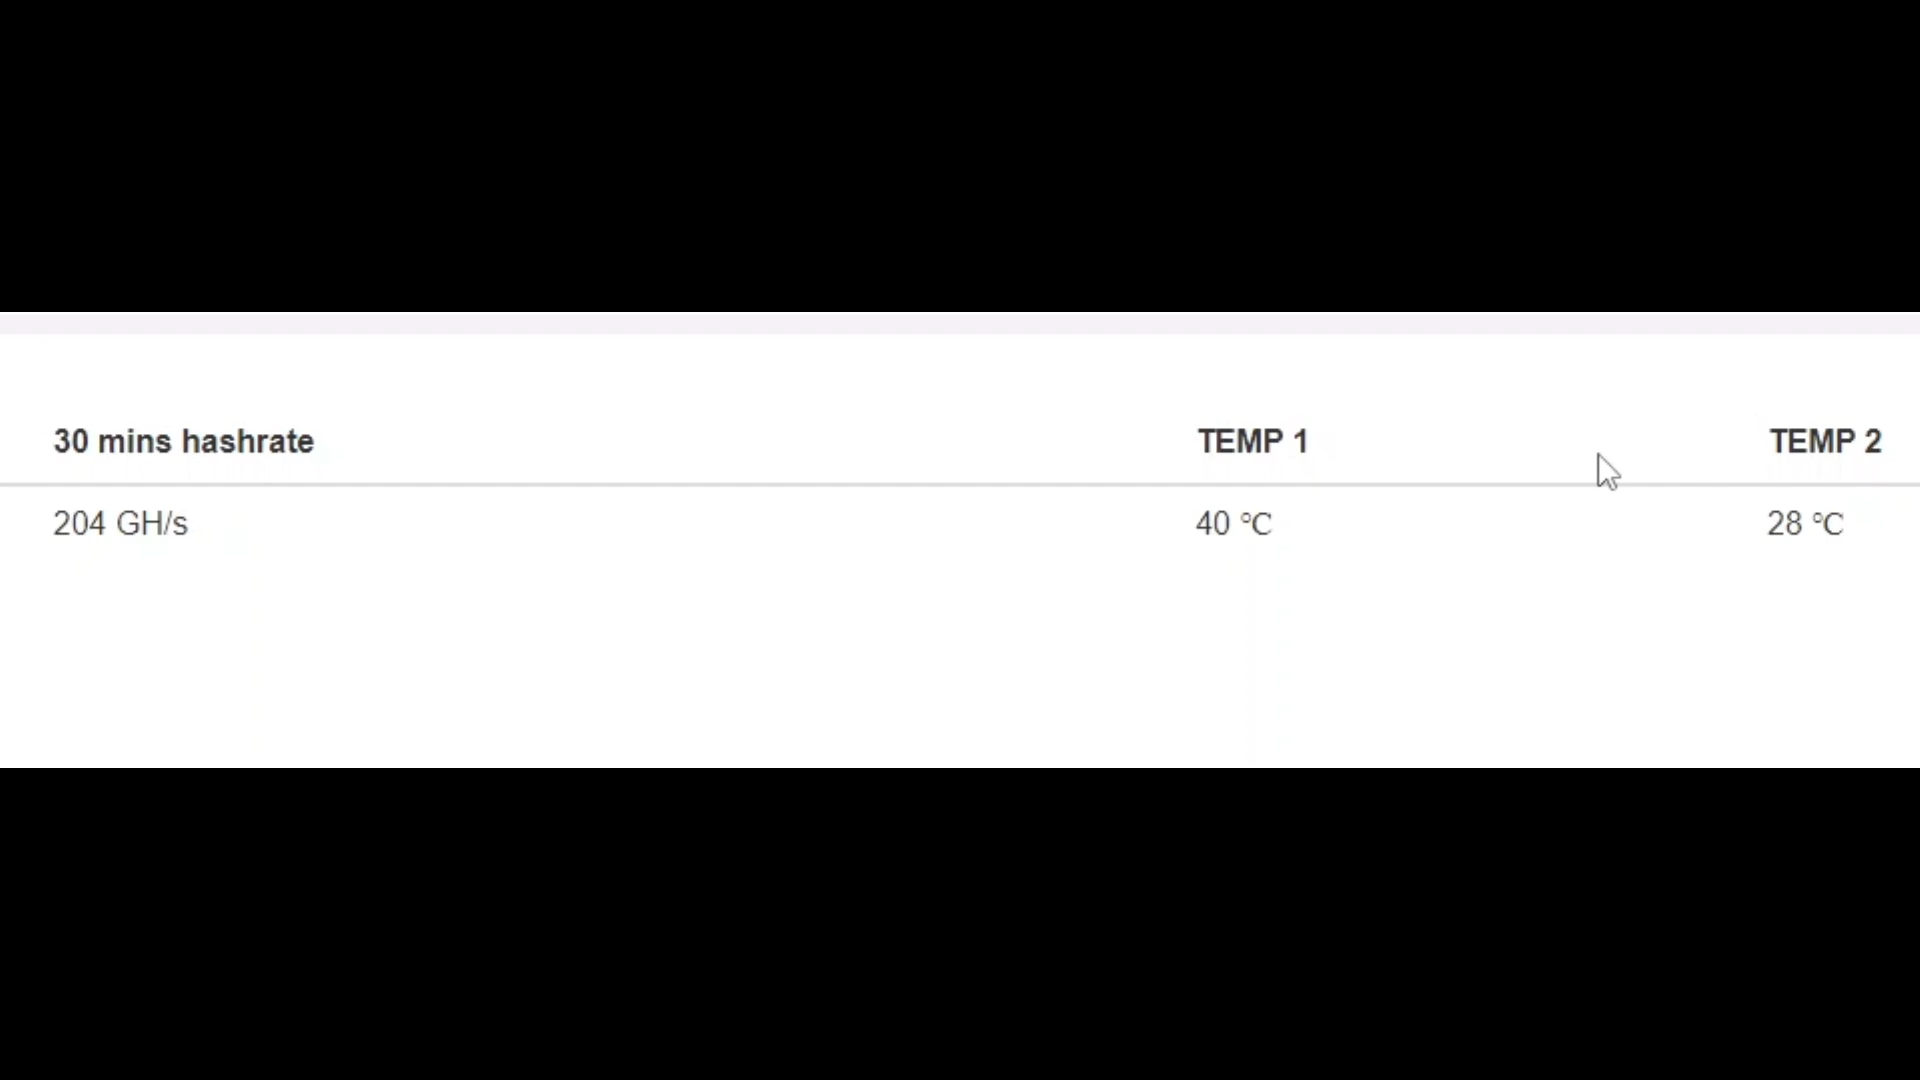 30 mins hashrate TEMP 1 TEMP 2
204 GH/s 40 ℃ 28 ℃